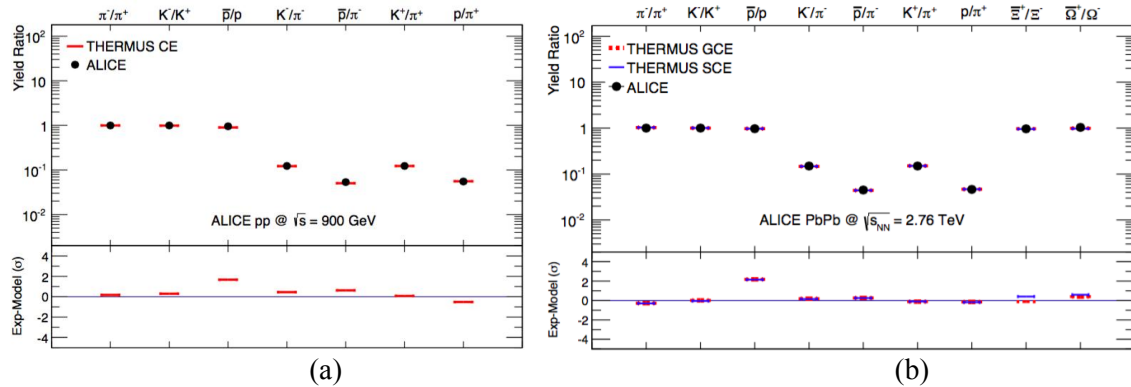 π⁻/π⁺ K⁻/K⁺ p̅/p K⁻/π⁻ p̅/π⁻ K⁺/π⁺ p/π⁺
Yield Ratio
10²
10
1
10⁻¹
10⁻²
THERMUS CE
ALICE
ALICE pp @ √s = 900 GeV
Exp-Model (σ)
4
2
0
-2
-4
(a)
π⁻/π⁺ K⁻/K⁺ p̅/p K⁻/π⁻ p̅/π⁻ K⁺/π⁺ p/π⁺ Ξ̅⁺/Ξ⁻ Ω̅⁺/Ω⁻
Yield Ratio
10²
10
1
10⁻¹
10⁻²
THERMUS GCE
THERMUS SCE
ALICE
ALICE PbPb @ √s_NN = 2.76 TeV
Exp-Model (σ)
4
2
0
-2
-4
(b)